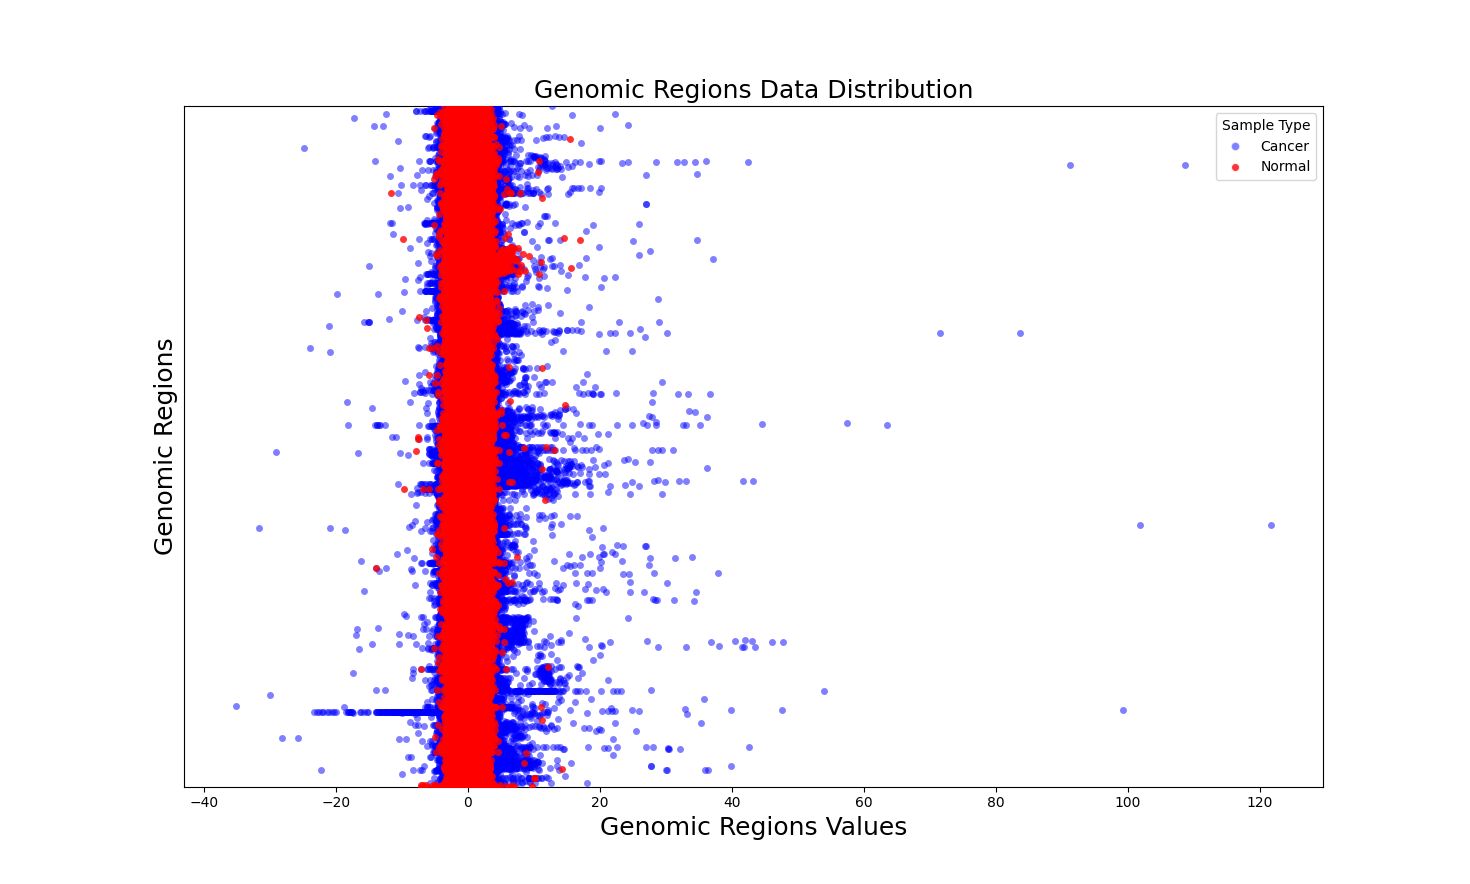 Genomic Regions Data Distribution
Sample Type
Cancer
Normal
Genomic Regions
−40 −20 0 20 40 60 80 100 120
Genomic Regions Values